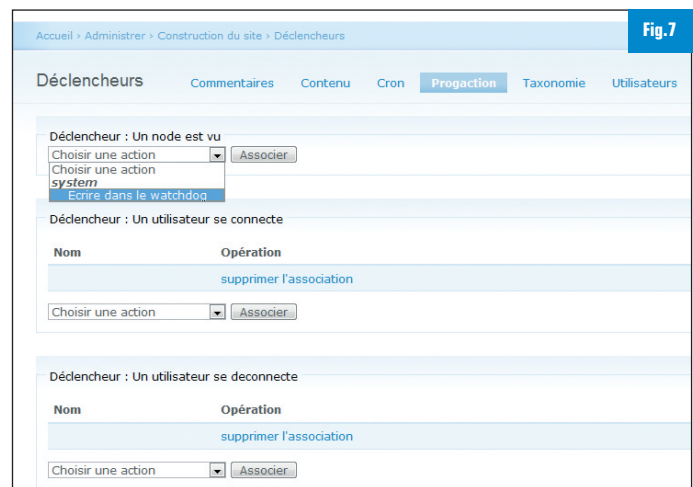 Fig.7
Accueil › Administrer › Construction du site › Déclencheurs
Déclencheurs Commentaires Contenu Cron Progaction Taxonomie Utilisateurs
Déclencheur : Un node est vu
Choisir une action Associer
Choisir une action
system
Ecrire dans le watchdog
Déclencheur : Un utilisateur se connecte
Nom Opération
supprimer l'association
Choisir une action Associer
Déclencheur : Un utilisateur se deconnecte
Nom Opération
supprimer l'association
Choisir une action Associer